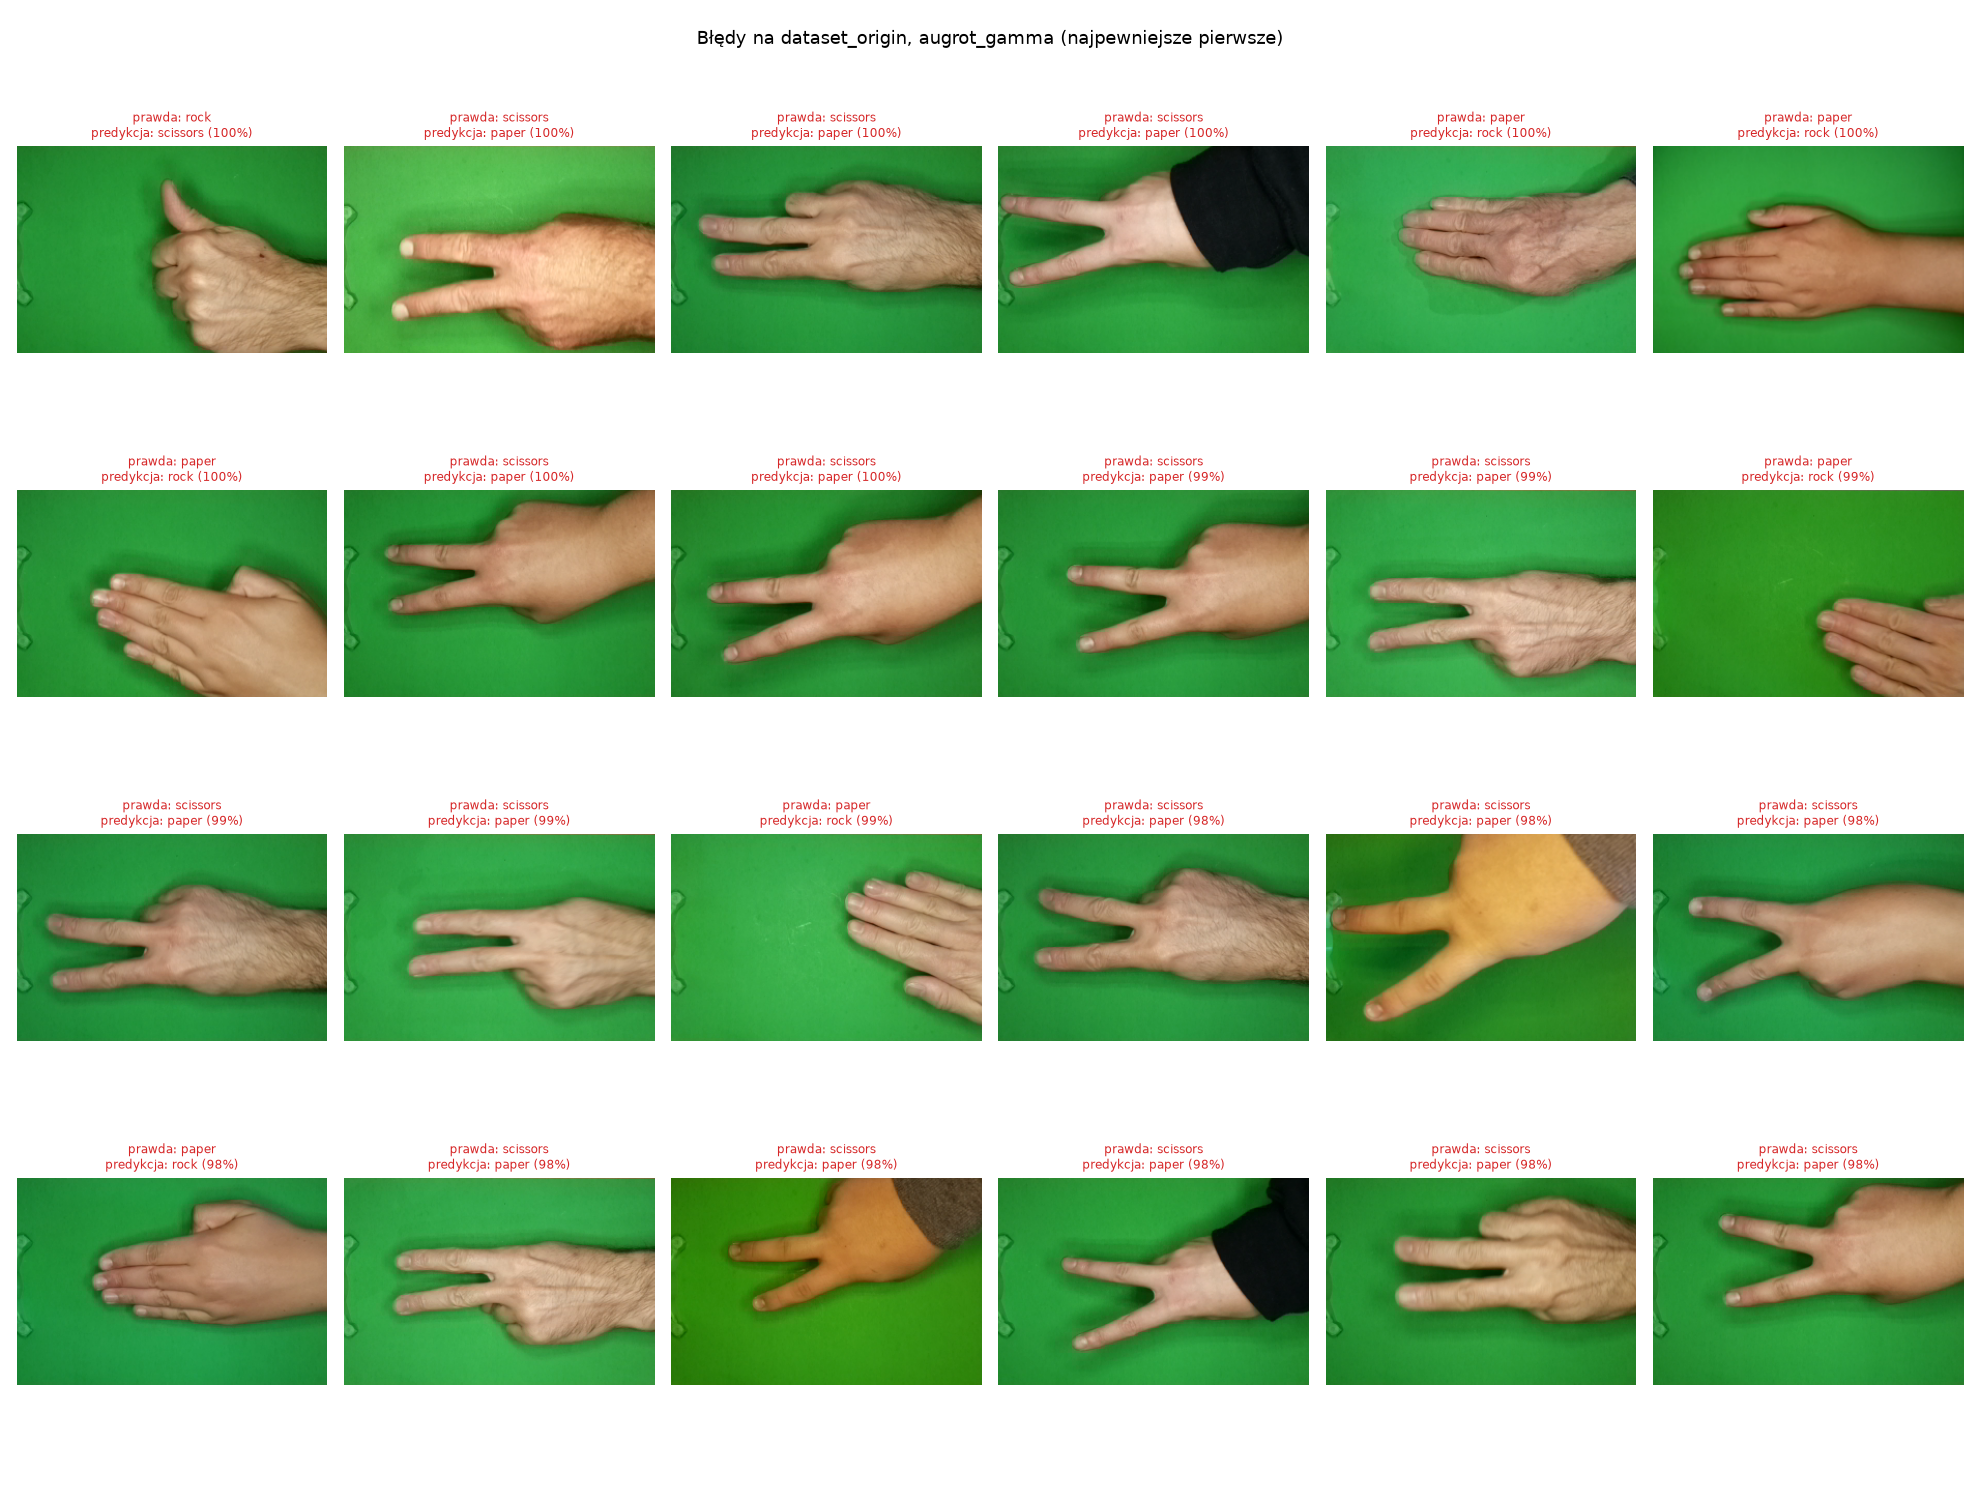 Błędy na dataset_origin, augrot_gamma (najpewniejsze pierwsze)
prawda: rock
predykcja: scissors (100%)
prawda: scissors
predykcja: paper (100%)
prawda: scissors
predykcja: paper (100%)
prawda: scissors
predykcja: paper (100%)
prawda: paper
predykcja: rock (100%)
prawda: paper
predykcja: rock (100%)
prawda: paper
predykcja: rock (100%)
prawda: scissors
predykcja: paper (100%)
prawda: scissors
predykcja: paper (100%)
prawda: scissors
predykcja: paper (99%)
prawda: scissors
predykcja: paper (99%)
prawda: paper
predykcja: rock (99%)
prawda: scissors
predykcja: paper (99%)
prawda: scissors
predykcja: paper (99%)
prawda: paper
predykcja: rock (99%)
prawda: scissors
predykcja: paper (98%)
prawda: scissors
predykcja: paper (98%)
prawda: scissors
predykcja: paper (98%)
prawda: paper
predykcja: rock (98%)
prawda: scissors
predykcja: paper (98%)
prawda: scissors
predykcja: paper (98%)
prawda: scissors
predykcja: paper (98%)
prawda: scissors
predykcja: paper (98%)
prawda: scissors
predykcja: paper (98%)